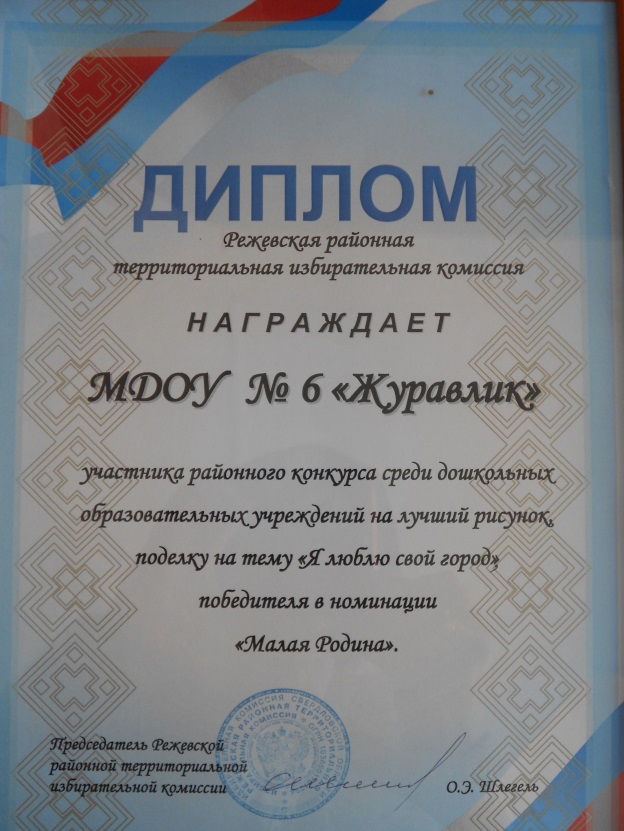 ДИПЛОМ
Режевская районная
территориальная избирательная комиссия
НАГРАЖДАЕТ
МДОУ № 6 «Журавлик»
участника районного конкурса среди дошкольных
образовательных учреждений на лучший рисунок,
поделку на тему «Я люблю свой город»,
победителя в номинации
«Малая Родина».
Председатель Режевской
районной территориальной
избирательной комиссии
О.Э. Шлегель